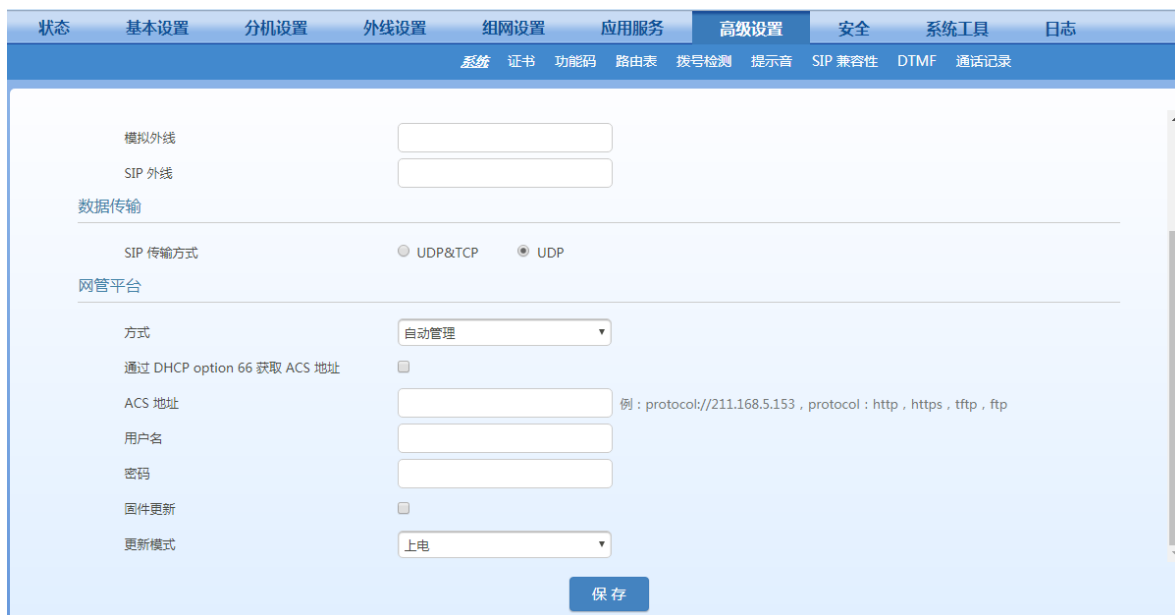 状态 基本设置 分机设置 外线设置 组网设置 应用服务 高级设置 安全 系统工具 日志
系统 证书 功能码 路由表 拨号检测 提示音 SIP 兼容性 DTMF 通话记录
模拟外线
SIP 外线
数据传输
SIP 传输方式 UDP&TCP UDP
网管平台
方式 自动管理
通过 DHCP option 66 获取 ACS 地址
ACS 地址 例：protocol://211.168.5.153，protocol：http，https，tftp，ftp
用户名
密码
固件更新
更新模式 上电
保存